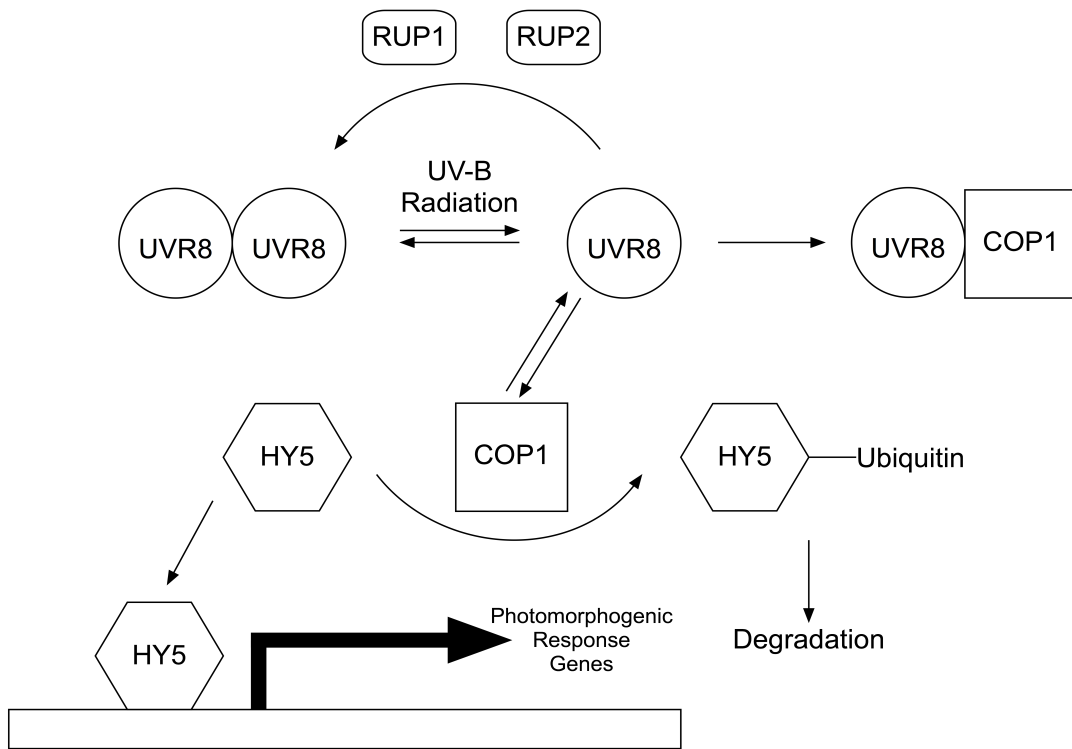 RUP1
RUP2
UV-B
Radiation
UVR8
UVR8
UVR8
UVR8
COP1
HY5
COP1
HY5
Ubiquitin
HY5
Photomorphogenic
Response
Genes
Degradation